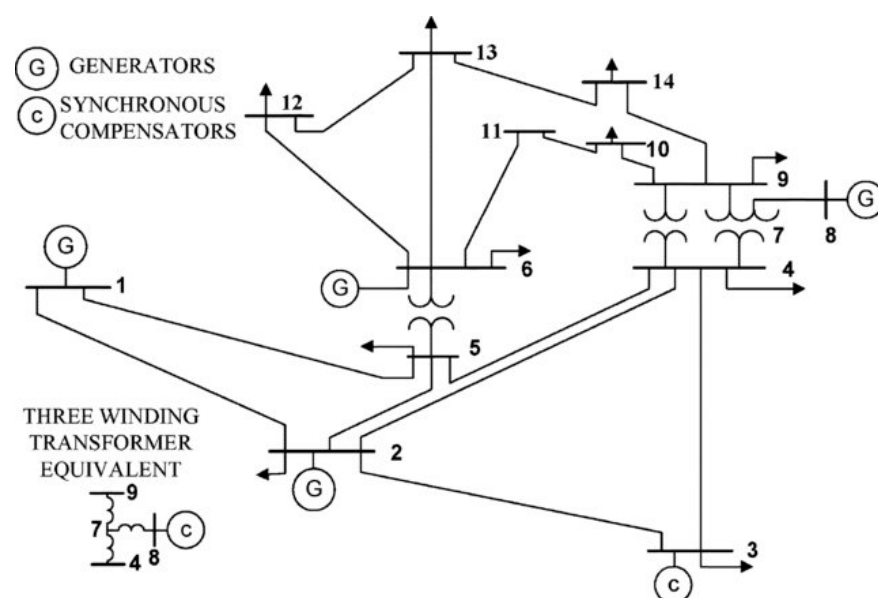 G GENERATORS
C SYNCHRONOUS
COMPENSATORS
13
14
12
11
10
9
G
7
8
G
1
6
G
4
5
THREE WINDING
TRANSFORMER
EQUIVALENT
2
G
9
7
C
8
4
3
C